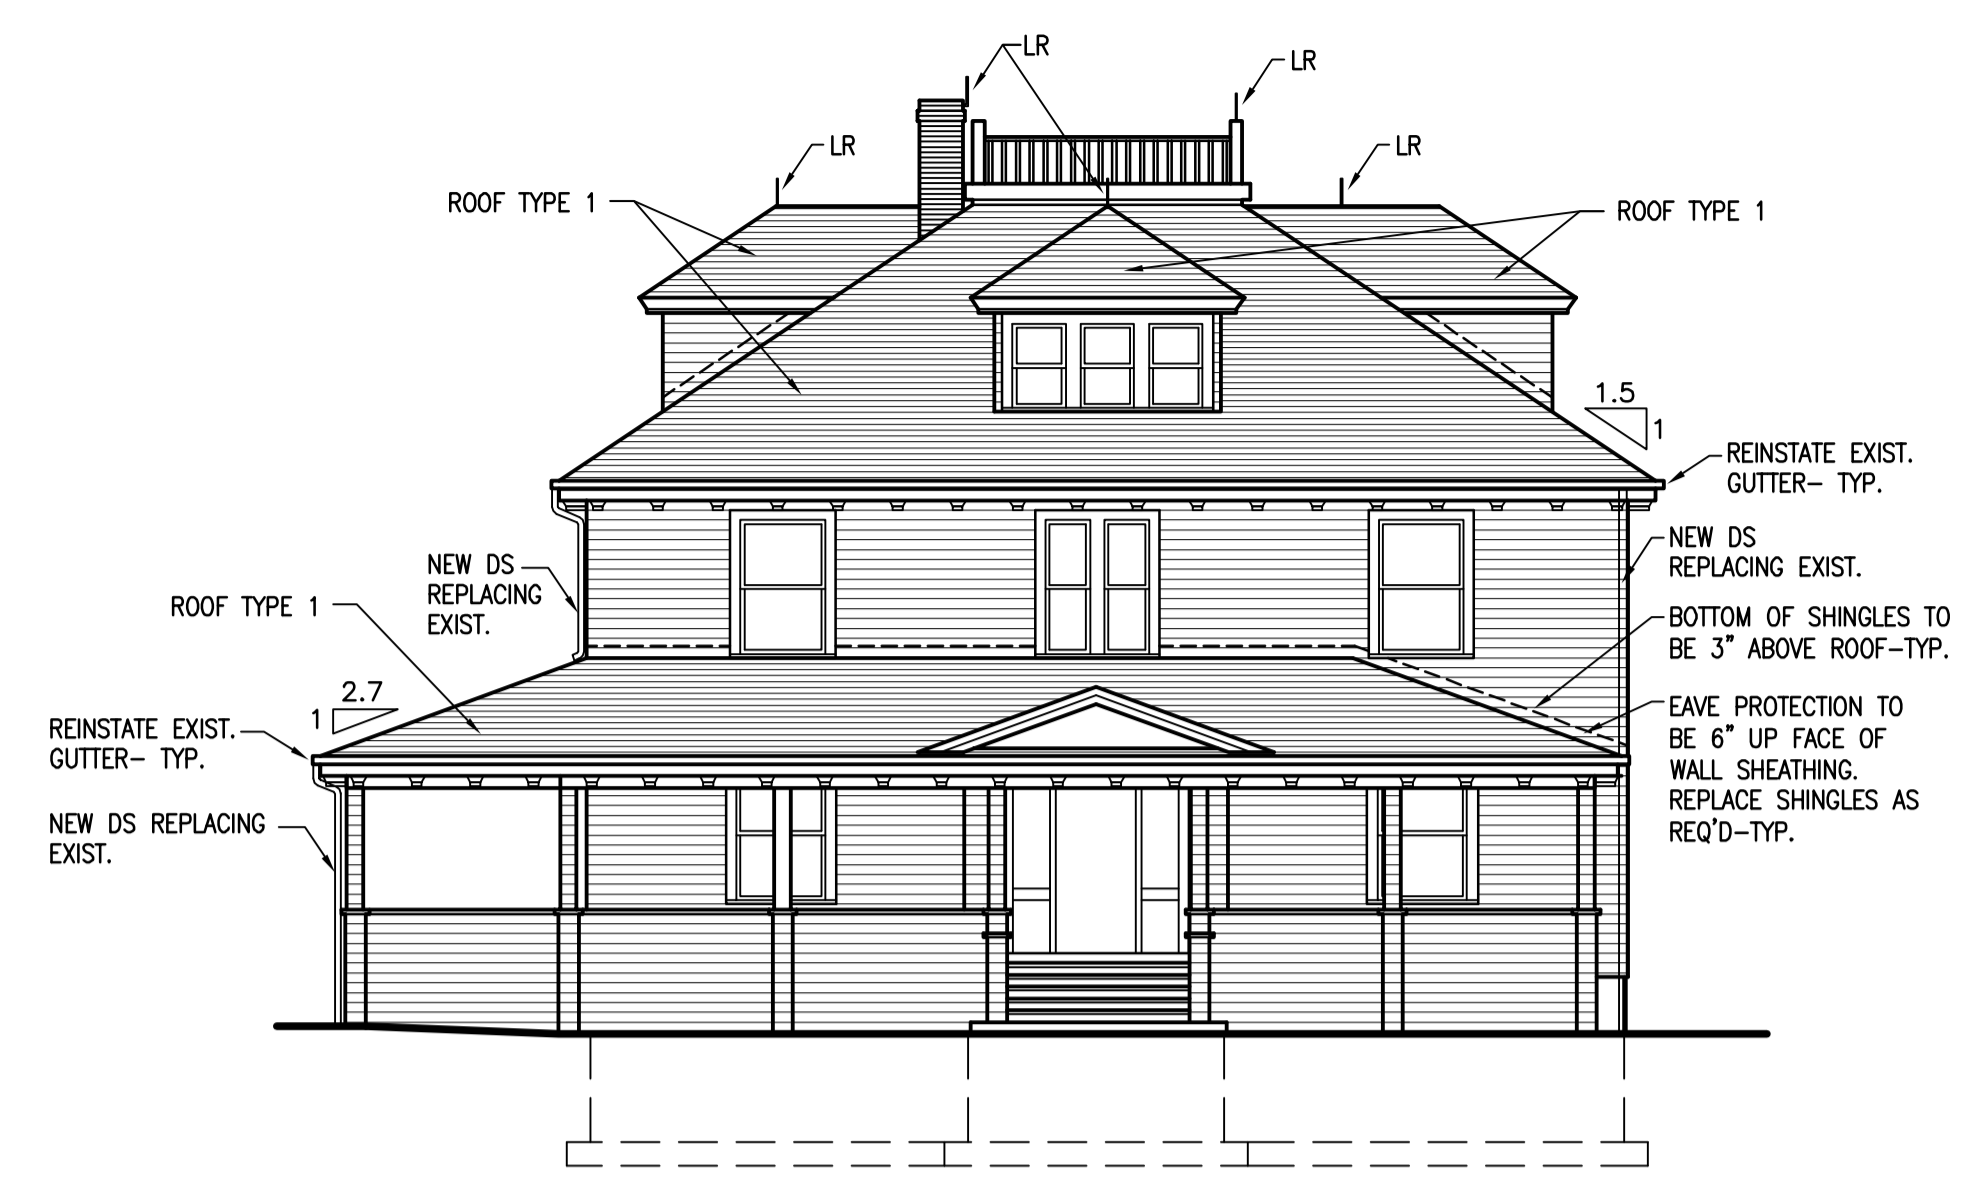 LR
LR
LR
LR
ROOF TYPE 1
ROOF TYPE 1
1.5
1
REINSTATE EXIST.
GUTTER- TYP.
NEW DS
REPLACING
EXIST.
NEW DS
REPLACING EXIST.
ROOF TYPE 1
BOTTOM OF SHINGLES TO
BE 3" ABOVE ROOF-TYP.
2.7
1
REINSTATE EXIST.
GUTTER- TYP.
EAVE PROTECTION TO
BE 6" UP FACE OF
WALL SHEATHING.
REPLACE SHINGLES AS
REQ'D-TYP.
NEW DS REPLACING
EXIST.